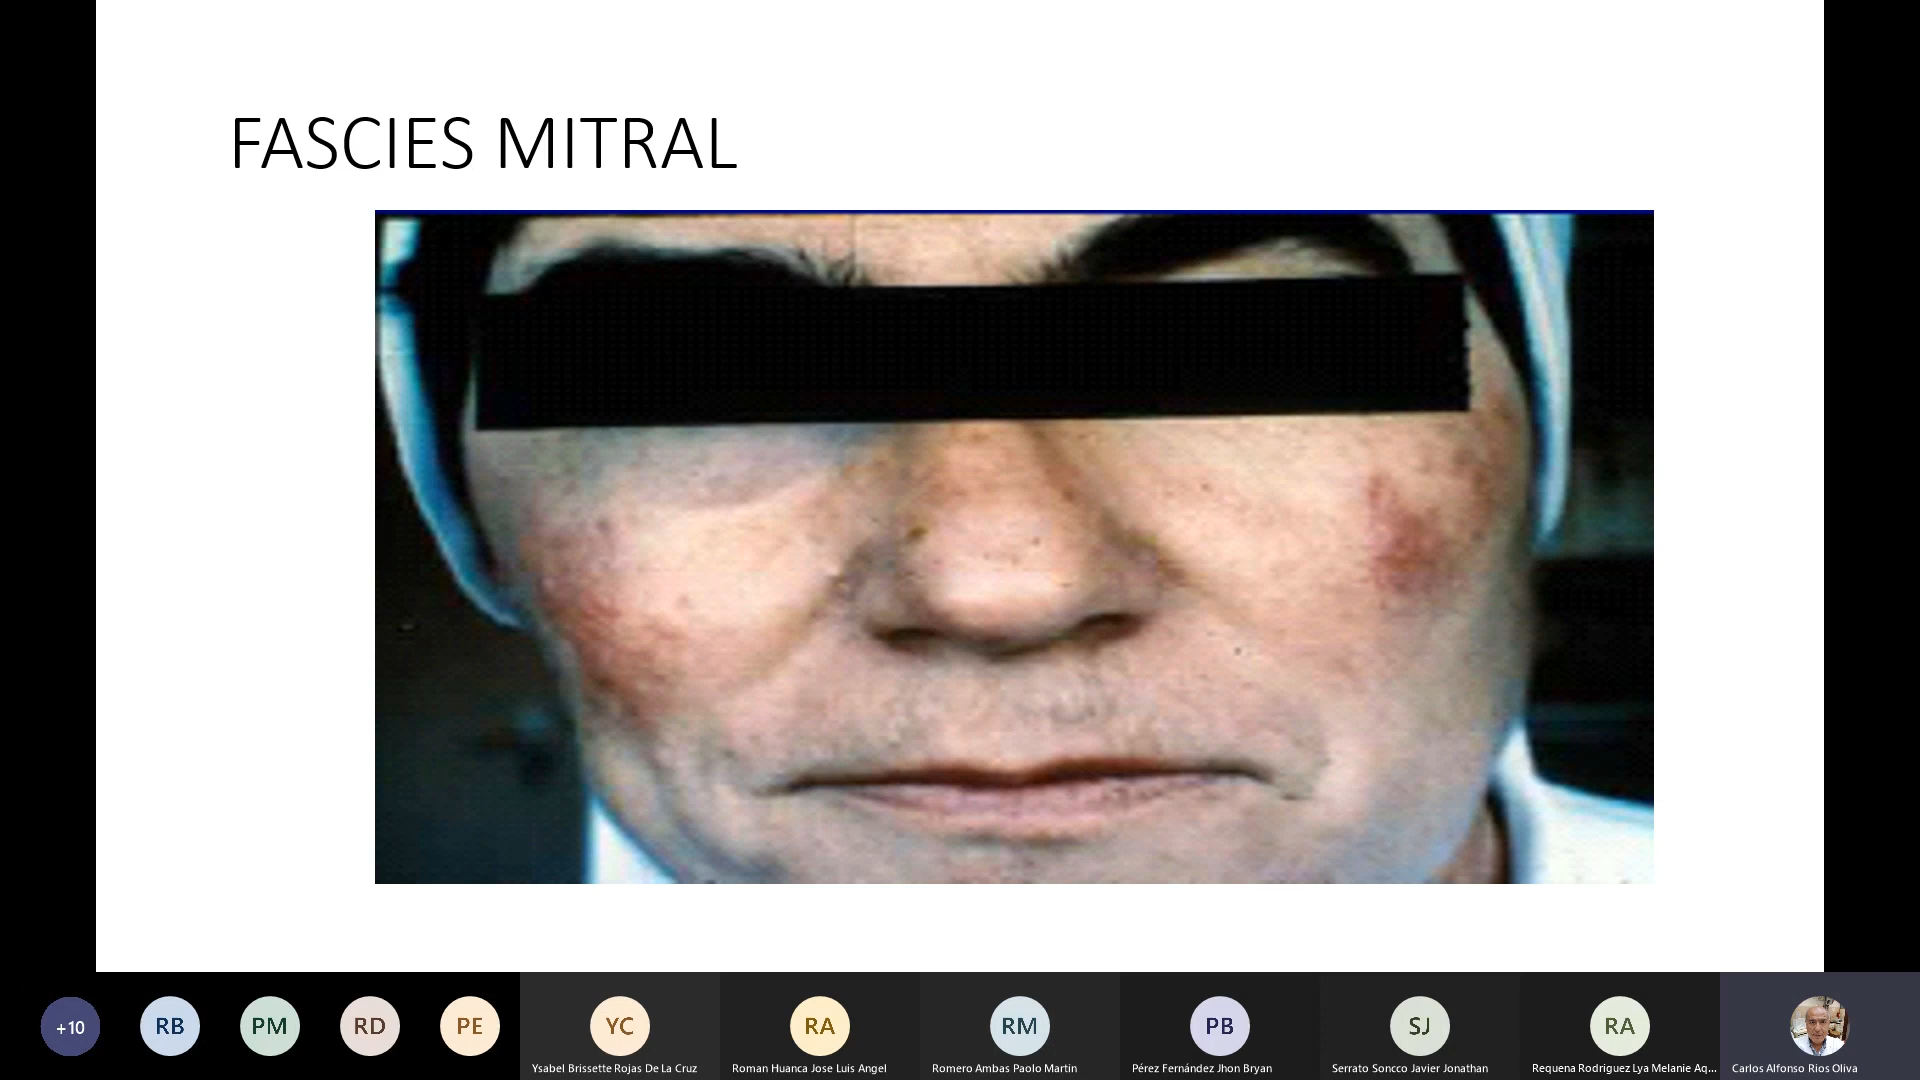 FASCIES MITRAL
+10
RB
PM
RD
PE
YC
RA
RM
PB
SJ
RA
Ysabel Brissette Rojas De La Cruz
Roman Huanca Jose Luis Angel
Romero Ambas Paolo Martin
Pérez Fernández Jhon Bryan
Serrato Soncco Javier Jonathan
Requena Rodriguez Lya Melanie Aq...
Carlos Alfonso Rios Oliva